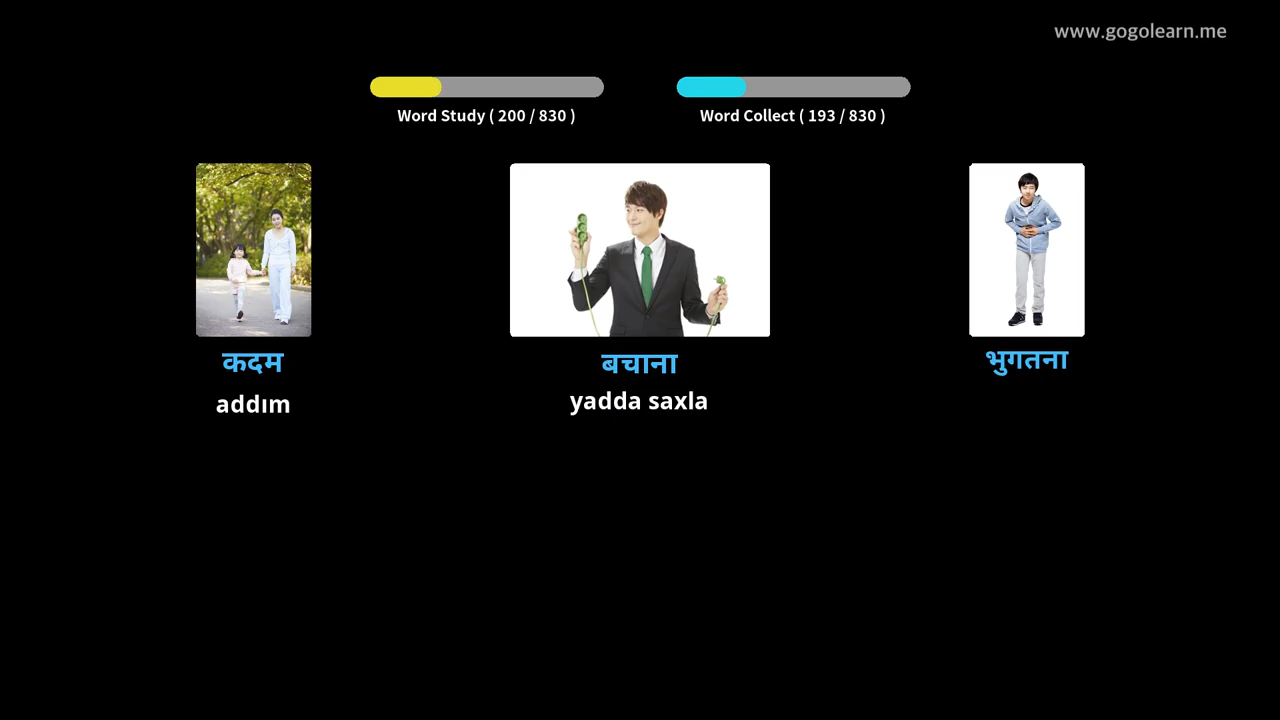 www.gogolearn.me
Word Study ( 200 / 830 )
Word Collect ( 193 / 830 )
कदम
बचाना
भुगतना
addım
yadda saxla